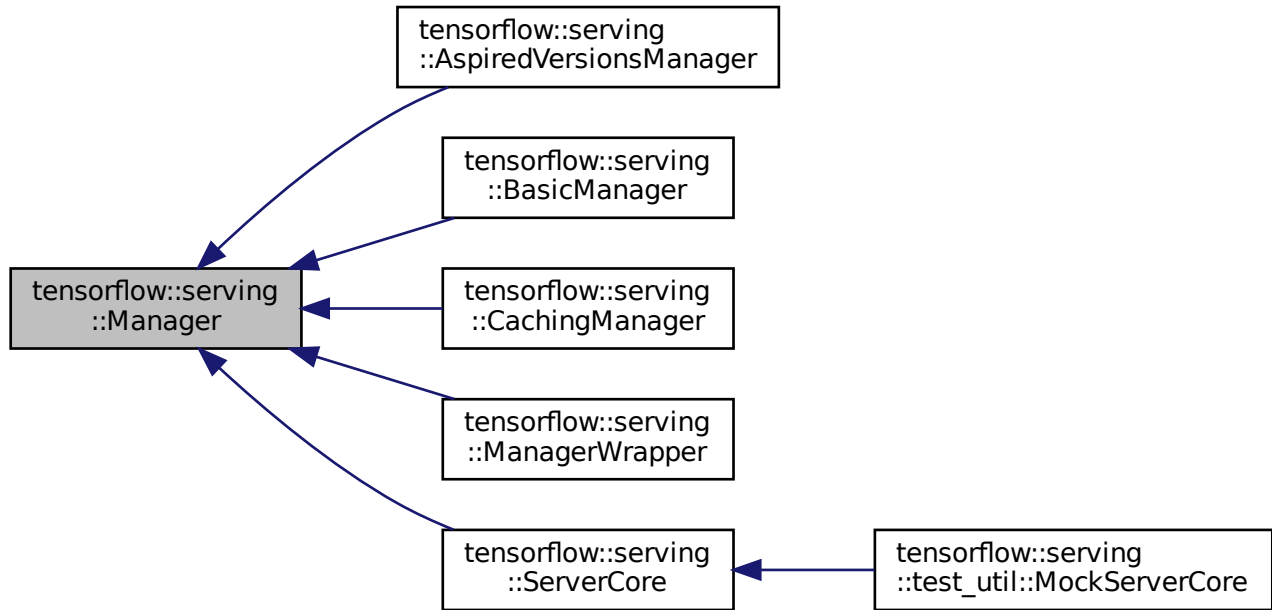 tensorflow::serving
::AspiredVersionsManager
tensorflow::serving
::BasicManager
tensorflow::serving
::Manager
tensorflow::serving
::CachingManager
tensorflow::serving
::ManagerWrapper
tensorflow::serving
::ServerCore
tensorflow::serving
::test_util::MockServerCore